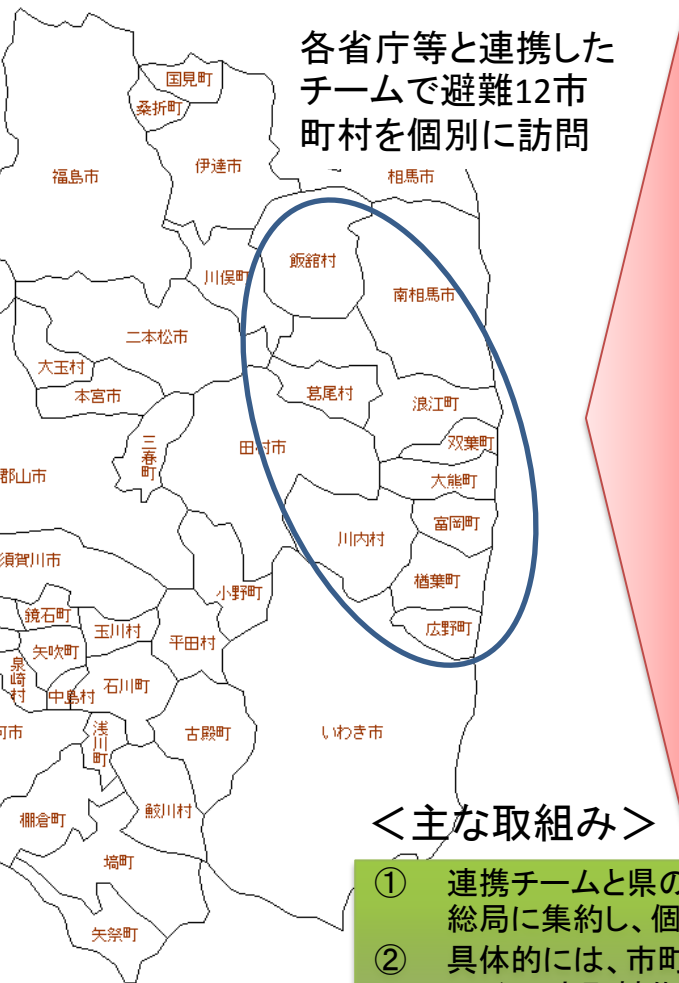 各省庁等と連携した
チームで避難12市
町村を個別に訪問
国見町
桑折町
伊達市
福島市
相馬市
飯舘村
川俣町
南相馬市
二本松市
大玉村
本宮市
葛尾村
浪江町
三春町
田村市
双葉町
大熊町
郡山市
富岡町
川内村
須賀川市
楢葉町
小野町
鏡石町
玉川村
広野町
平田村
矢吹町
泉崎村
中島村
石川町
浅川町
古殿町
いわき市
河市
鮫川村
棚倉町
塙町
矢祭町
＜主な取組み＞
① 連携チームと県の
総局に集約し、個
② 具体的には、市町